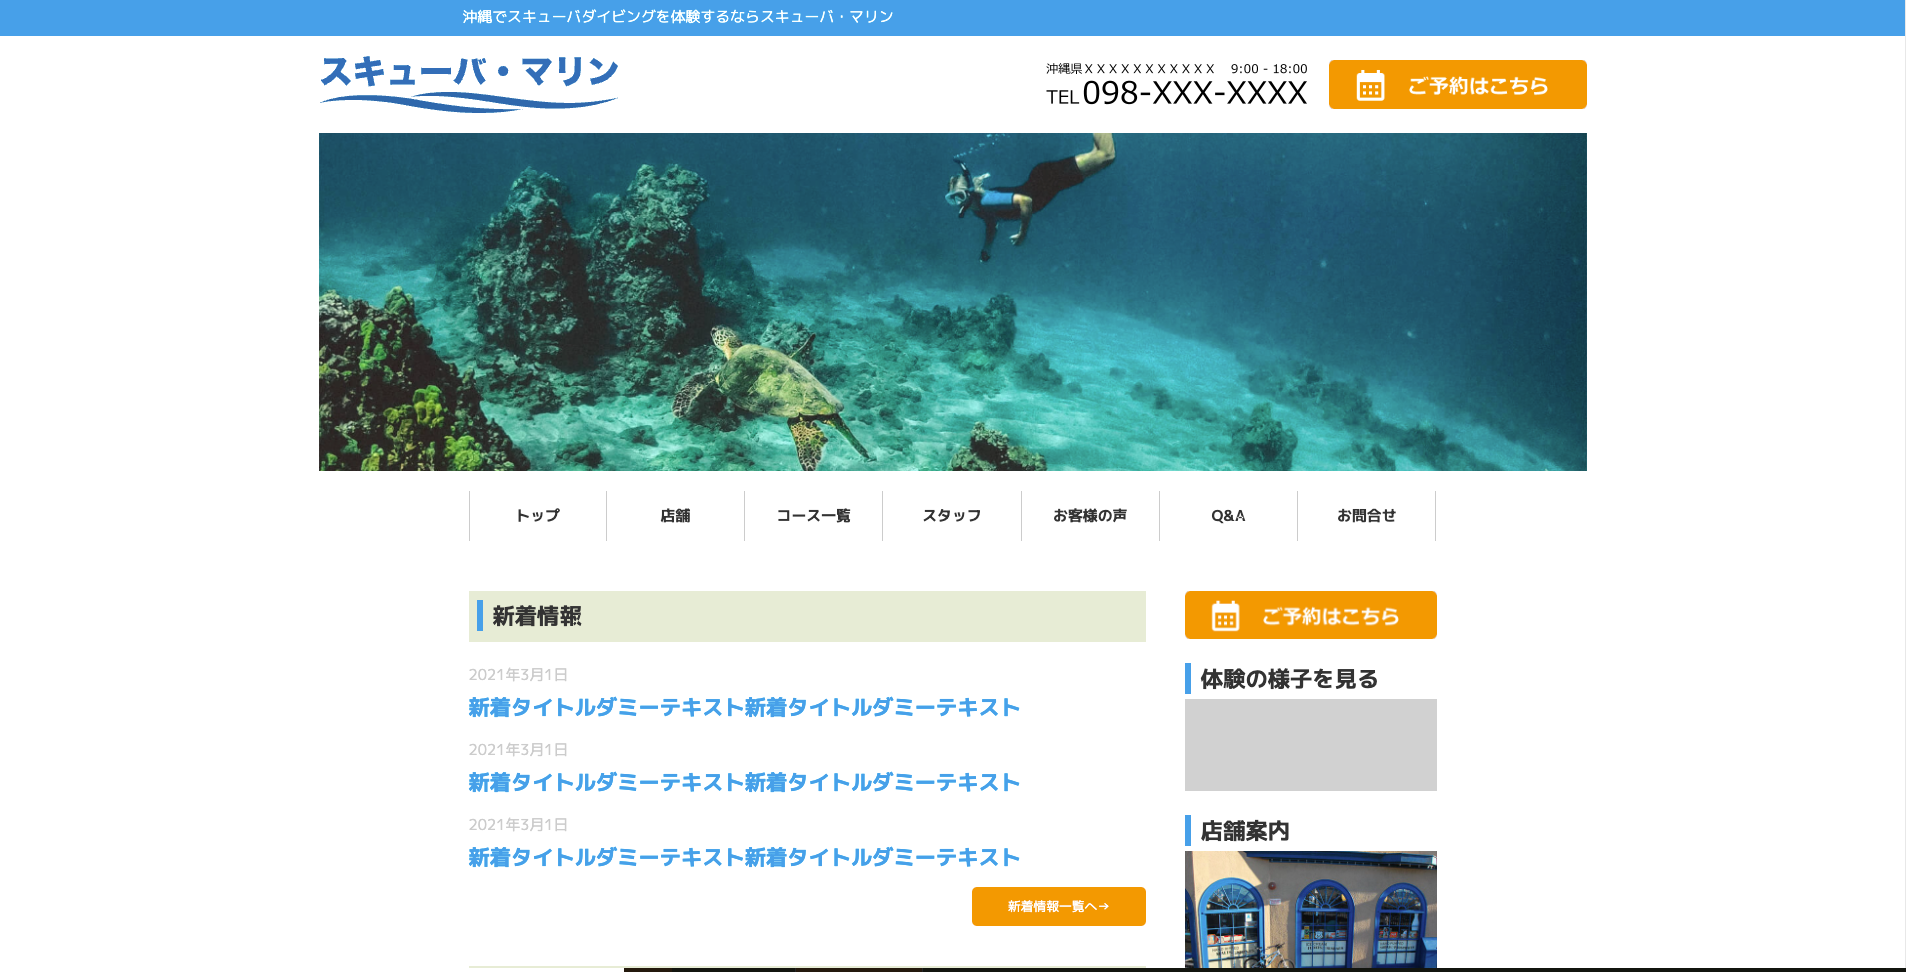 沖縄でスキューバダイビングを体験するならスキューバ・マリン
スキューバ・マリン
沖縄県ＸＸＸＸＸＸＸＸＸＸＸ　9:00 - 18:00
TEL 098-XXX-XXXX
ご予約はこちら
トップ
店舗
コース一覧
スタッフ
お客様の声
Q&A
お問合せ
新着情報
2021年3月1日
新着タイトルダミーテキスト新着タイトルダミーテキスト
2021年3月1日
新着タイトルダミーテキスト新着タイトルダミーテキスト
2021年3月1日
新着タイトルダミーテキスト新着タイトルダミーテキスト
新着情報一覧へ→
ご予約はこちら
体験の様子を見る
店舗案内